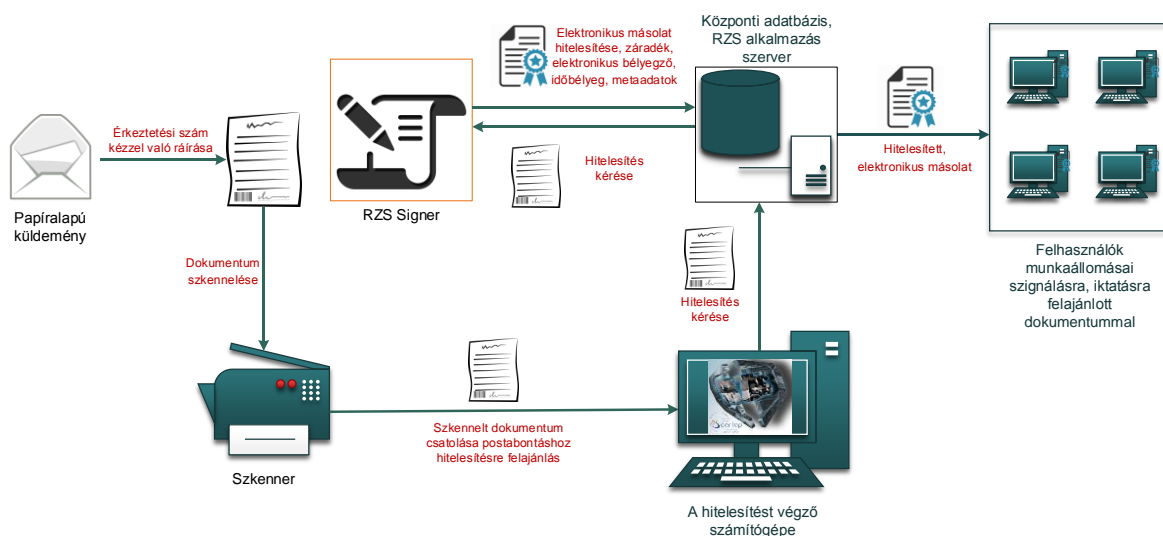 Központi adatbázis,
RZS alkalmazás
szerver
Elektronikus másolat
hitelesítése, záradék,
elektronikus bélyegző,
időbélyeg, metaadatok
Érkeztetési szám
kézzel való ráírása
Hitelesítés
kérése
Hitelesített,
elektronikus másolat
Papíralapú
küldemény
RZS Signer
Felhasználók
munkaállomásai
szignálásra, iktatásra
felajánlott
dokumentummal
Dokumentum
szkennelése
Hitelesítés
kérése
Szkennelt dokumentum
csatolása postabontáshoz
hitelesítésre felajánlás
Szkenner
A hitelesítést végző
számítógépe